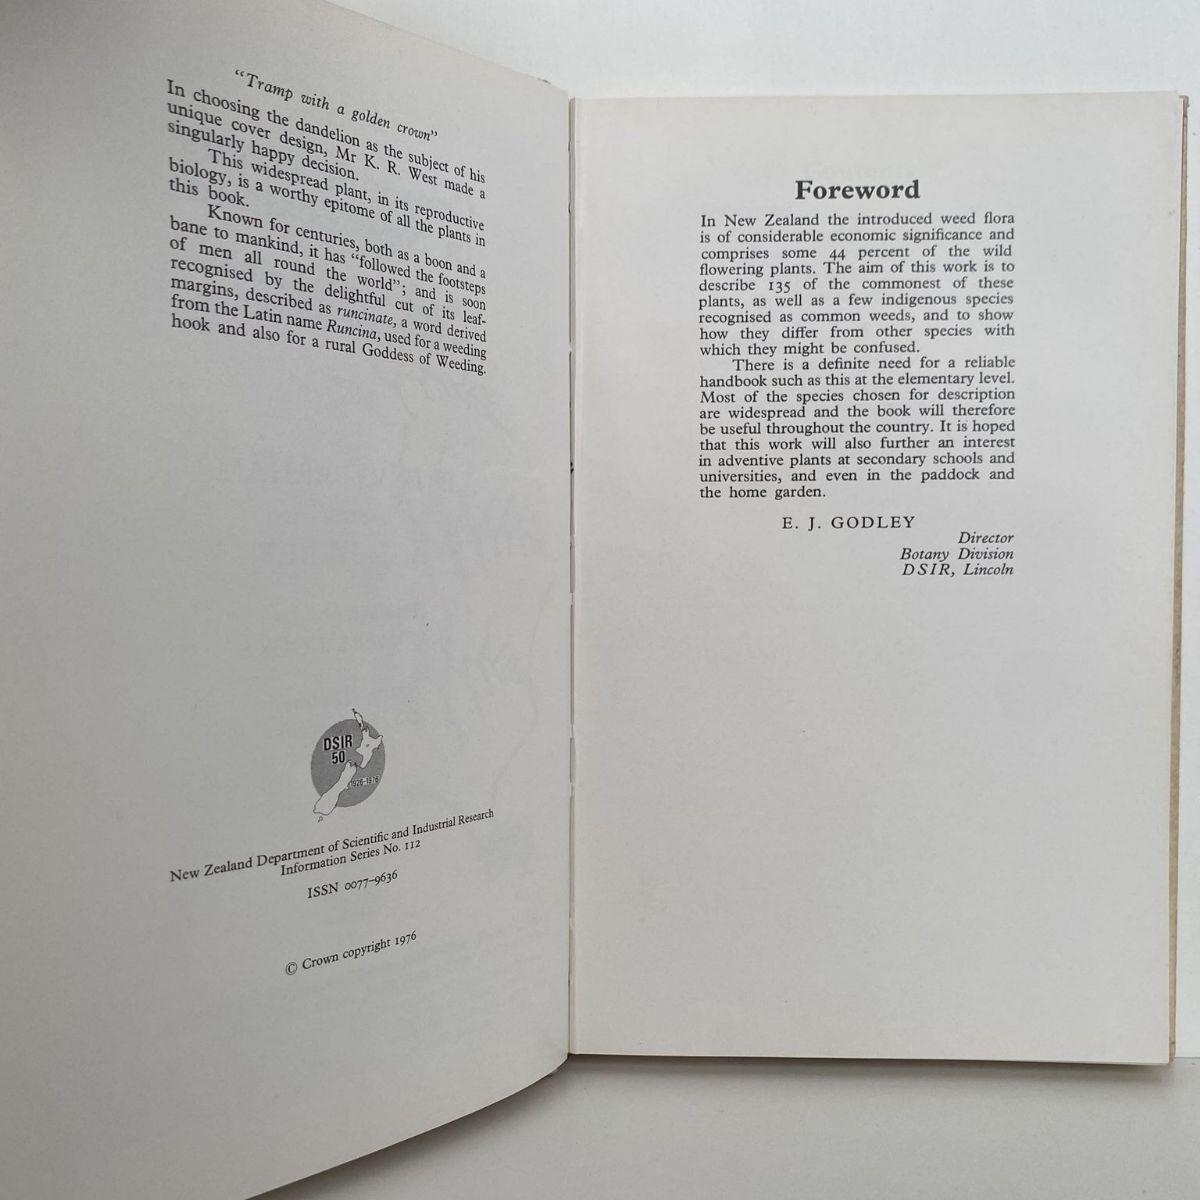 "Tramp with a golden crown"
In choosing the dandelion as the subject of his
unique cover design, Mr K. R. West made a
singularly happy decision.
This widespread plant, in its reproductive
biology, is a worthy epitome of all the plants in
this book.
Known for centuries, both as a boon and a
bane to mankind, it has "followed the footsteps
of men all round the world"; and is soon
recognised by the delightful cut of its leaf-
margins, described as runcinate, a word derived
from the Latin name Runcina, used for a weeding
hook and also for a rural Goddess of Weeding.
DSIR
50
1926-1976
New Zealand Department of Scientific and Industrial Research
Information Series No. 112
ISSN 0077–9636
© Crown copyright 1976
Foreword
In New Zealand the introduced weed flora
is of considerable economic significance and
comprises some 44 percent of the wild
flowering plants. The aim of this work is to
describe 135 of the commonest of these
plants, as well as a few indigenous species
recognised as common weeds, and to show
how they differ from other species with
which they might be confused.
There is a definite need for a reliable
handbook such as this at the elementary level.
Most of the species chosen for description
are widespread and the book will therefore
be useful throughout the country. It is hoped
that this work will also further an interest
in adventive plants at secondary schools and
universities, and even in the paddock and
the home garden.
E. J. GODLEY
Director
Botany Division
DSIR, Lincoln